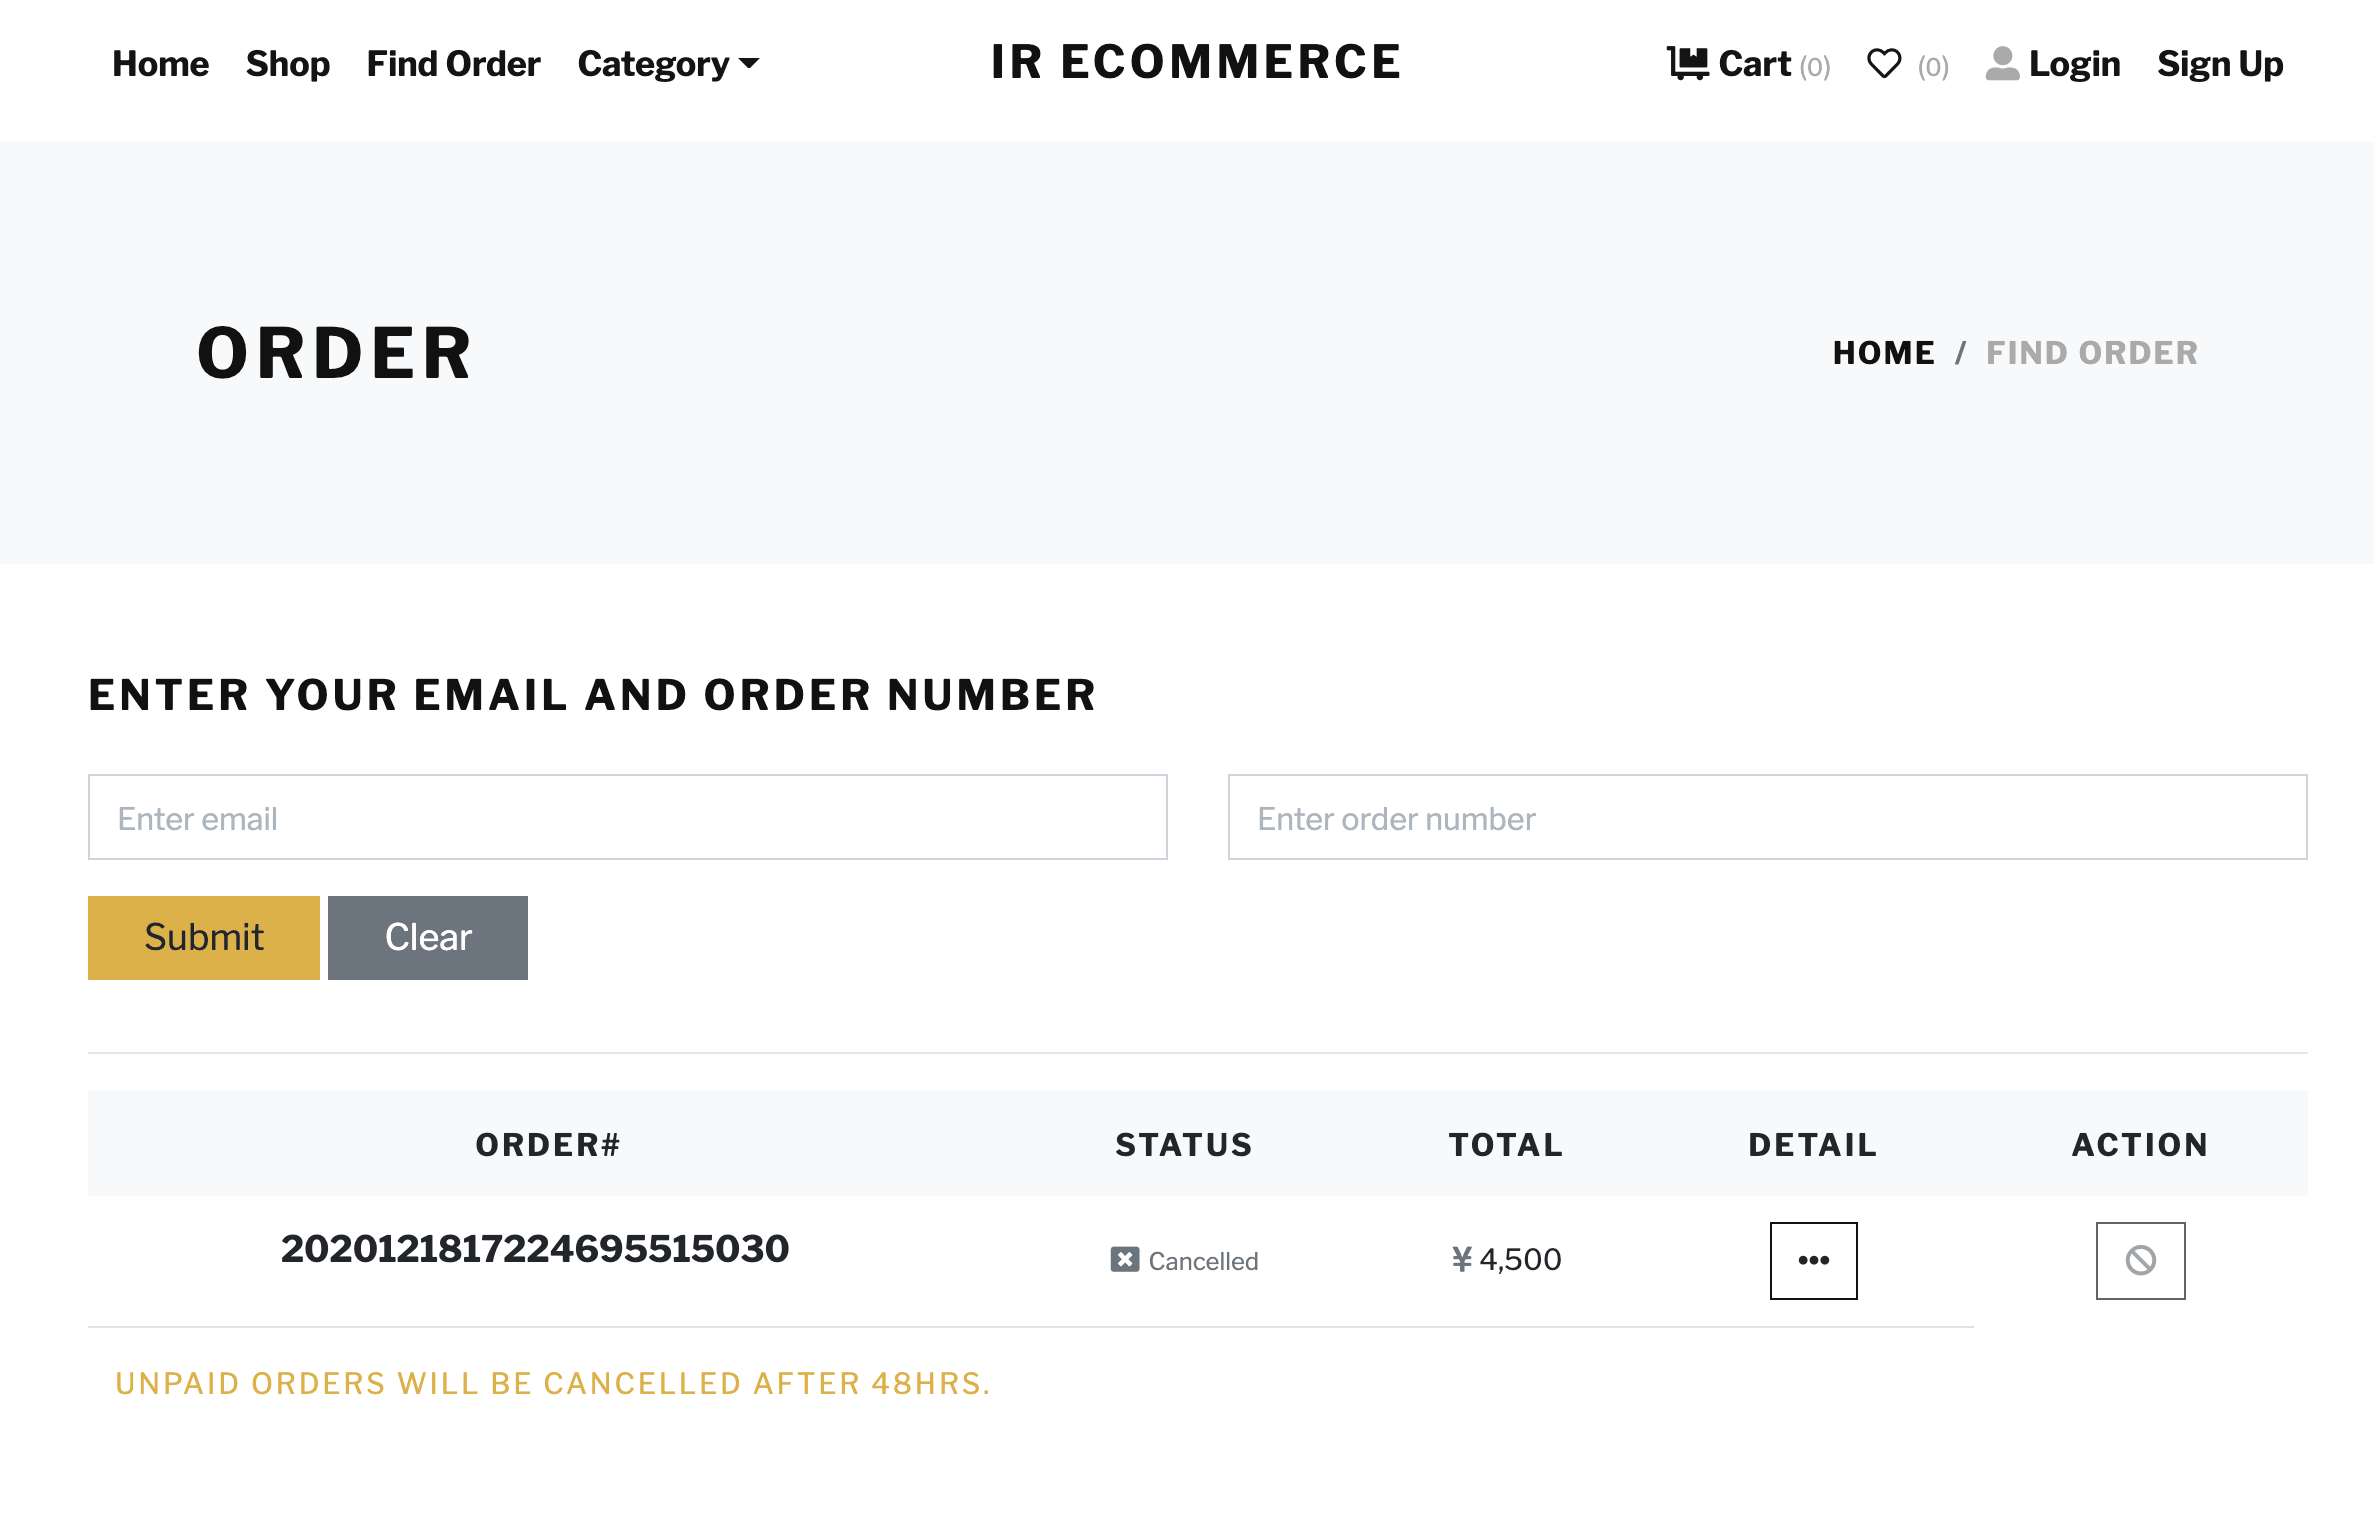 Home Shop Find Order Category IR ECOMMERCE Cart (0) (0) Login Sign Up
ORDER
HOME / FIND ORDER
ENTER YOUR EMAIL AND ORDER NUMBER
Enter email Enter order number
Submit Clear
ORDER# STATUS TOTAL DETAIL ACTION
2020121817224695515030 Cancelled ¥ 4,500
UNPAID ORDERS WILL BE CANCELLED AFTER 48HRS.